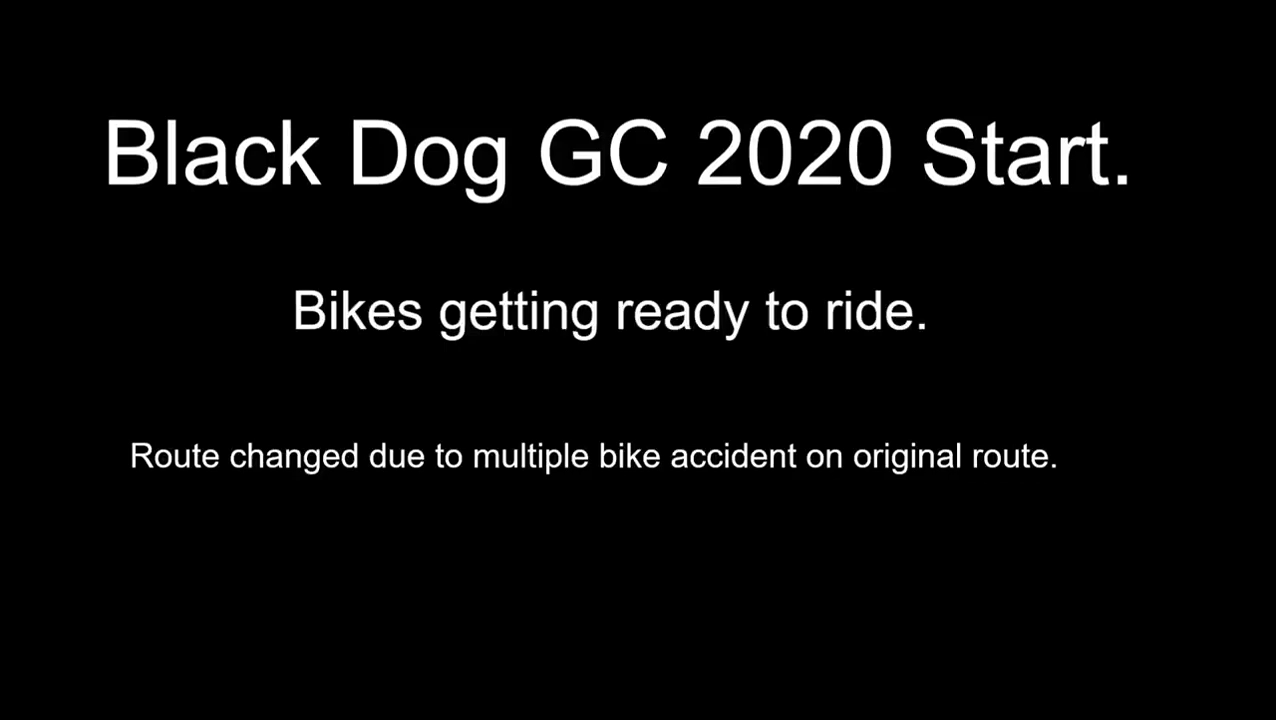 Black Dog GC 2020 Start.
Bikes getting ready to ride.
Route changed due to multiple bike accident on original route.